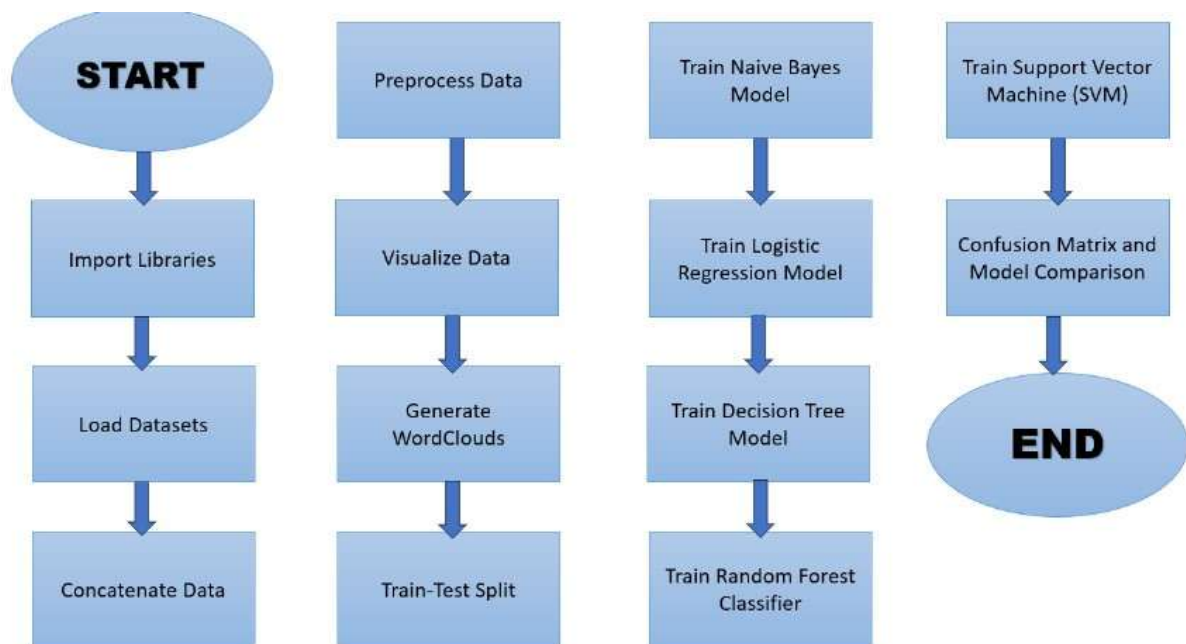 START
Import Libraries
Load Datasets
Concatenate Data
Preprocess Data
Visualize Data
Generate
WordClouds
Train-Test Split
Train Naive Bayes
Model
Train Logistic
Regression Model
Train Decision Tree
Model
Train Random Forest
Classifier
Train Support Vector
Machine (SVM)
Confusion Matrix and
Model Comparison
END